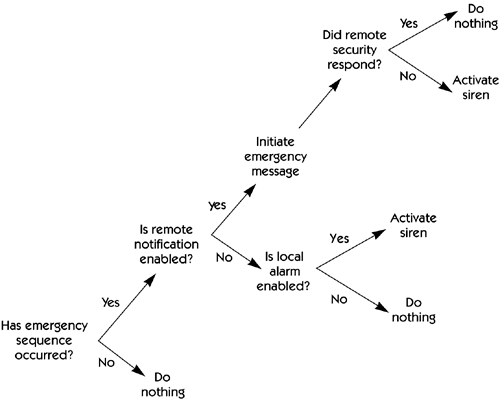 Did remote
security
respond?
Yes
Do
nothing
No
Activate
siren
Initiate
emergency
message
Yes
Is remote
notification
enabled?
No
Is local
alarm
enabled?
Yes
Activate
siren
No
Do
nothing
Yes
Has emergency
sequence
occurred?
No
Do
nothing